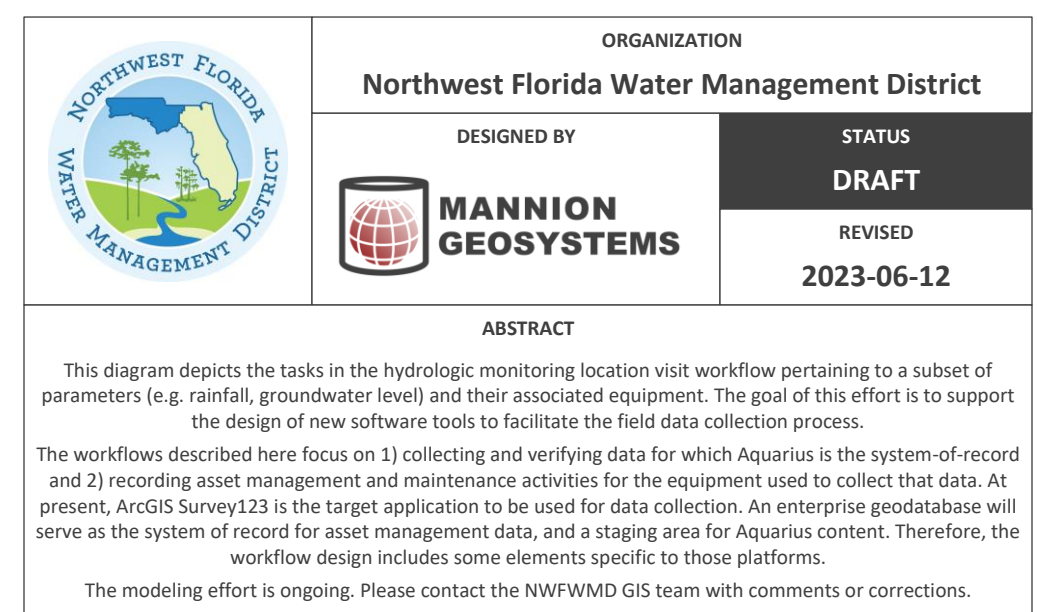 NORTHWEST FLORIDA
WATER MANAGEMENT DISTRICT
ORGANIZATION
Northwest Florida Water Management District
DESIGNED BY
MANNION
GEOSYSTEMS
STATUS
DRAFT
REVISED
2023-06-12
ABSTRACT
This diagram depicts the tasks in the hydrologic monitoring location visit workflow pertaining to a subset of
parameters (e.g. rainfall, groundwater level) and their associated equipment. The goal of this effort is to support
the design of new software tools to facilitate the field data collection process.
The workflows described here focus on 1) collecting and verifying data for which Aquarius is the system-of-record
and 2) recording asset management and maintenance activities for the equipment used to collect that data. At
present, ArcGIS Survey123 is the target application to be used for data collection. An enterprise geodatabase will
serve as the system of record for asset management data, and a staging area for Aquarius content. Therefore, the
workflow design includes some elements specific to those platforms.
The modeling effort is ongoing. Please contact the NWFWMD GIS team with comments or corrections.